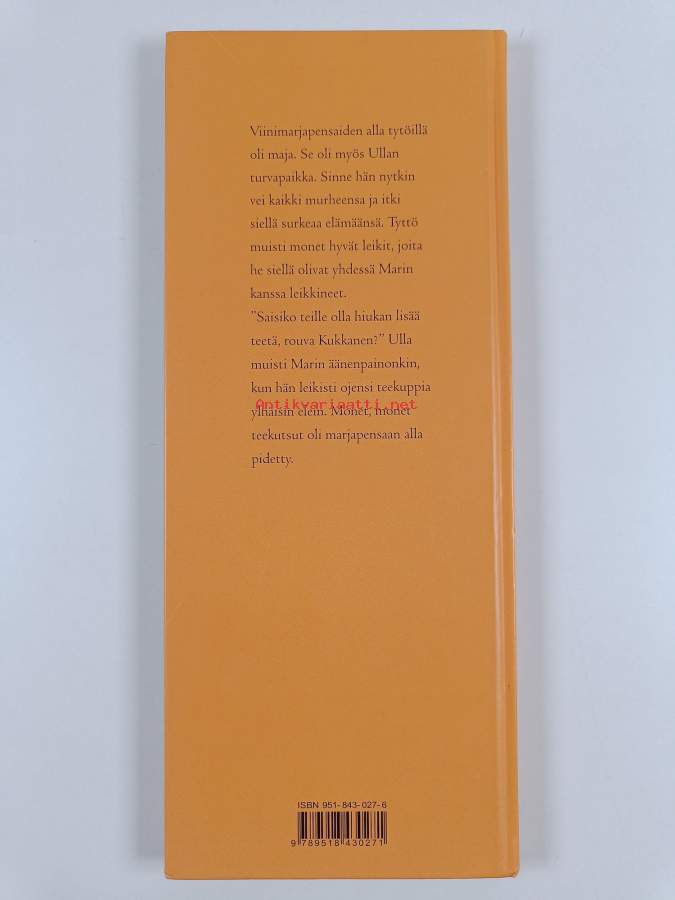 Viinimarjapensaiden alla tytöillä
oli maja. Se oli myös Ullan
turvapaikka. Sinne hän nytkin
vei kaikki murheensa ja itki
siellä surkeaa elämäänsä. Tyttö
muisti monet hyvät leikit, joita
he siellä olivat yhdessä Marin
kanssa leikkineet.
”Saisiko teille olla hiukan lisää
teetä, rouva Kukkanen?” Ulla
muisti Marin äänenpainonkin,
kun hän leikisti ojensi teekuppia
Antikvariaatti.net
ylhäisin elein. Monet, monet
teekutsut oli marjapensaan alla
pidetty.
ISBN 951-843-027-6
9 789518 430271